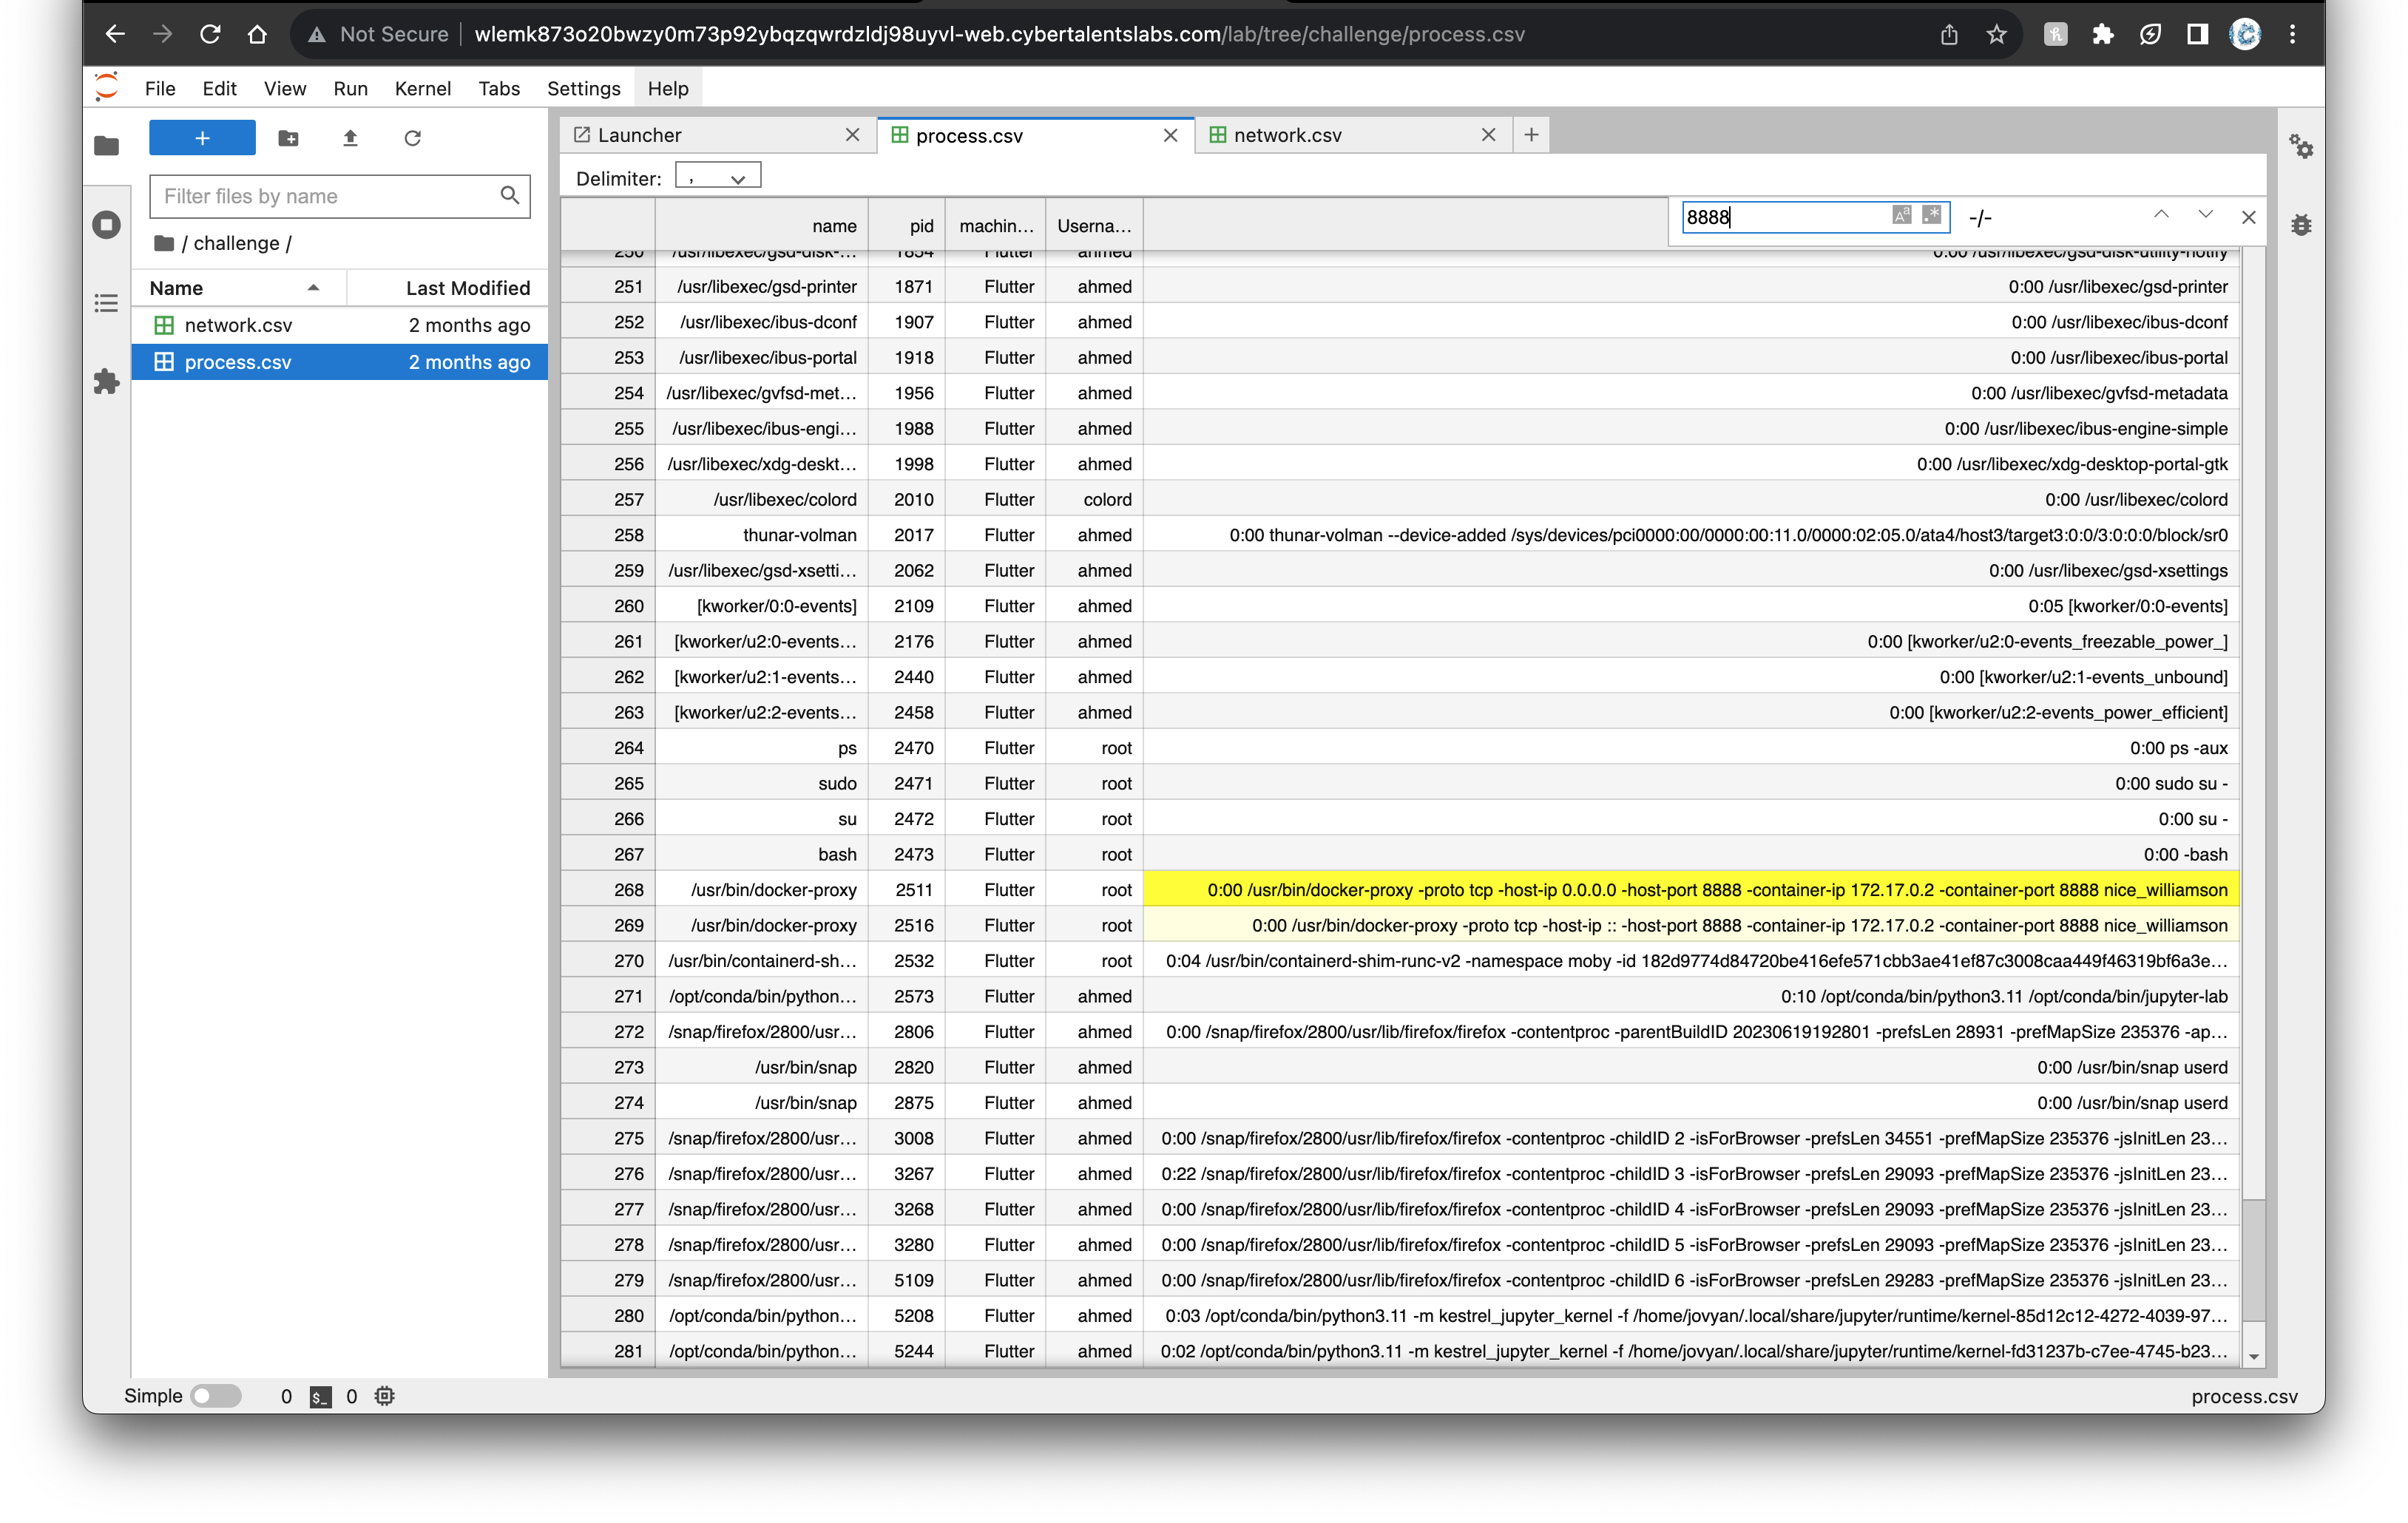 Not Secure wlemk873o20bwzy0m73p92ybqzqwrdzldj98uyvl-web.cybertalentslabs.com/lab/tree/challenge/process.csv
File Edit View Run Kernel Tabs Settings Help
+ Launcher process.csv network.csv +
Delimiter: ,
Filter files by name
/ challenge /
Name Last Modified
network.csv 2 months ago
process.csv 2 months ago
name pid machin… Userna… 8888 -/-
250 /usr/libexec/gsd-disk-… 1854 Flutter ahmed 0:00 /usr/libexec/gsd-disk-utility-notify
251 /usr/libexec/gsd-printer 1871 Flutter ahmed 0:00 /usr/libexec/gsd-printer
252 /usr/libexec/ibus-dconf 1907 Flutter ahmed 0:00 /usr/libexec/ibus-dconf
253 /usr/libexec/ibus-portal 1918 Flutter ahmed 0:00 /usr/libexec/ibus-portal
254 /usr/libexec/gvfsd-met… 1956 Flutter ahmed 0:00 /usr/libexec/gvfsd-metadata
255 /usr/libexec/ibus-engi… 1988 Flutter ahmed 0:00 /usr/libexec/ibus-engine-simple
256 /usr/libexec/xdg-deskt… 1998 Flutter ahmed 0:00 /usr/libexec/xdg-desktop-portal-gtk
257 /usr/libexec/colord 2010 Flutter colord 0:00 /usr/libexec/colord
258 thunar-volman 2017 Flutter ahmed 0:00 thunar-volman --device-added /sys/devices/pci0000:00/0000:00:11.0/0000:02:05.0/ata4/host3/target3:0:0/3:0:0:0/block/sr0
259 /usr/libexec/gsd-xsetti… 2062 Flutter ahmed 0:00 /usr/libexec/gsd-xsettings
260 [kworker/0:0-events] 2109 Flutter ahmed 0:05 [kworker/0:0-events]
261 [kworker/u2:0-events… 2176 Flutter ahmed 0:00 [kworker/u2:0-events_freezable_power_]
262 [kworker/u2:1-events… 2440 Flutter ahmed 0:00 [kworker/u2:1-events_unbound]
263 [kworker/u2:2-events… 2458 Flutter ahmed 0:00 [kworker/u2:2-events_power_efficient]
264 ps 2470 Flutter root 0:00 ps -aux
265 sudo 2471 Flutter root 0:00 sudo su -
266 su 2472 Flutter root 0:00 su -
267 bash 2473 Flutter root 0:00 -bash
268 /usr/bin/docker-proxy 2511 Flutter root 0:00 /usr/bin/docker-proxy -proto tcp -host-ip 0.0.0.0 -host-port 8888 -container-ip 172.17.0.2 -container-port 8888 nice_williamson
269 /usr/bin/docker-proxy 2516 Flutter root 0:00 /usr/bin/docker-proxy -proto tcp -host-ip :: -host-port 8888 -container-ip 172.17.0.2 -container-port 8888 nice_williamson
270 /usr/bin/containerd-sh… 2532 Flutter root 0:04 /usr/bin/containerd-shim-runc-v2 -namespace moby -id 182d9774d84720be416efe571cbb3ae41ef87c3008caa449f46319bf6a3e…
271 /opt/conda/bin/python… 2573 Flutter ahmed 0:10 /opt/conda/bin/python3.11 /opt/conda/bin/jupyter-lab
272 /snap/firefox/2800/usr… 2806 Flutter ahmed 0:00 /snap/firefox/2800/usr/lib/firefox/firefox -contentproc -parentBuildID 20230619192801 -prefsLen 28931 -prefMapSize 235376 -ap…
273 /usr/bin/snap 2820 Flutter ahmed 0:00 /usr/bin/snap userd
274 /usr/bin/snap 2875 Flutter ahmed 0:00 /usr/bin/snap userd
275 /snap/firefox/2800/usr… 3008 Flutter ahmed 0:00 /snap/firefox/2800/usr/lib/firefox/firefox -contentproc -childID 2 -isForBrowser -prefsLen 34551 -prefMapSize 235376 -jsInitLen 23…
276 /snap/firefox/2800/usr… 3267 Flutter ahmed 0:22 /snap/firefox/2800/usr/lib/firefox/firefox -contentproc -childID 3 -isForBrowser -prefsLen 29093 -prefMapSize 235376 -jsInitLen 23…
277 /snap/firefox/2800/usr… 3268 Flutter ahmed 0:00 /snap/firefox/2800/usr/lib/firefox/firefox -contentproc -childID 4 -isForBrowser -prefsLen 29093 -prefMapSize 235376 -jsInitLen 23…
278 /snap/firefox/2800/usr… 3280 Flutter ahmed 0:00 /snap/firefox/2800/usr/lib/firefox/firefox -contentproc -childID 5 -isForBrowser -prefsLen 29093 -prefMapSize 235376 -jsInitLen 23…
279 /snap/firefox/2800/usr… 5109 Flutter ahmed 0:00 /snap/firefox/2800/usr/lib/firefox/firefox -contentproc -childID 6 -isForBrowser -prefsLen 29283 -prefMapSize 235376 -jsInitLen 23…
280 /opt/conda/bin/python… 5208 Flutter ahmed 0:03 /opt/conda/bin/python3.11 -m kestrel_jupyter_kernel -f /home/jovyan/.local/share/jupyter/runtime/kernel-85d12c12-4272-4039-97…
281 /opt/conda/bin/python… 5244 Flutter ahmed 0:02 /opt/conda/bin/python3.11 -m kestrel_jupyter_kernel -f /home/jovyan/.local/share/jupyter/runtime/kernel-fd31237b-c7ee-4745-b23…
Simple 0 $_ 0 process.csv